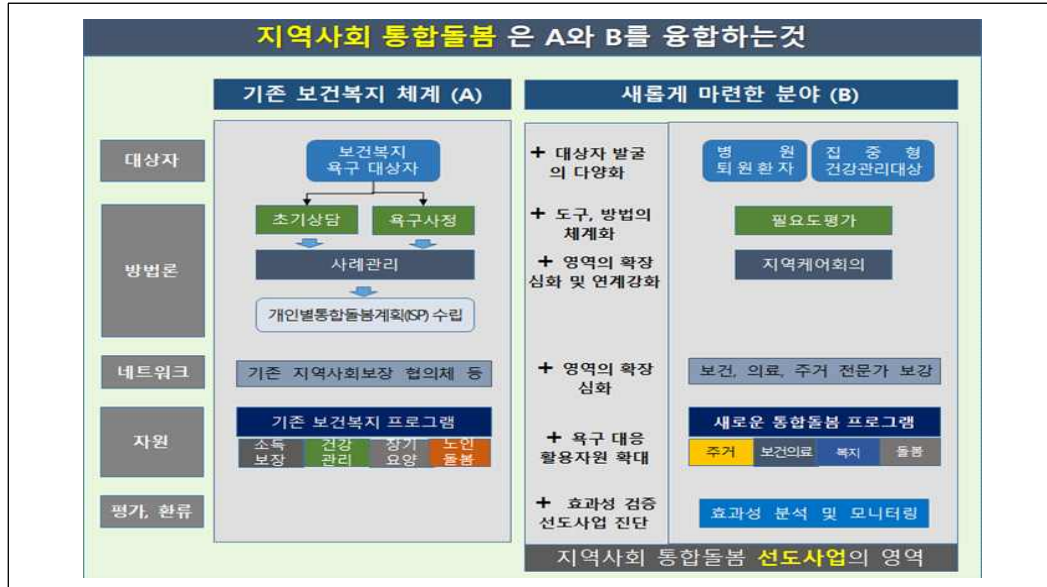 지역사회 통합돌봄 은 A와 B를 융합하는것
기존 보건복지 체계 (A)
새롭게 마련한 분야 (B)
대상자
보건복지
욕구 대상자
+ 대상자 발굴
의 다양화
병 원
퇴원환자
집 중 형
건강관리대상
방법론
초기상담
욕구사정
+ 도구, 방법의
체계화
필요도평가
사례관리
+ 영역의 확장
심화 및 연계강화
지역케어회의
개인별통합돌봄계획(ISP) 수립
네트워크
기존 지역사회보장 협의체 등
+ 영역의 확장
심화
보건, 의료, 주거 전문가 보강
자원
기존 보건복지 프로그램
소득
보장
건강
관리
장기
요양
노인
돌봄
+ 욕구 대응
활용자원 확대
새로운 통합돌봄 프로그램
주거
보건의료
복지
돌봄
평가, 환류
+ 효과성 검증
선도사업 진단
효과성 분석 및 모니터링
지역사회 통합돌봄 선도사업의 영역